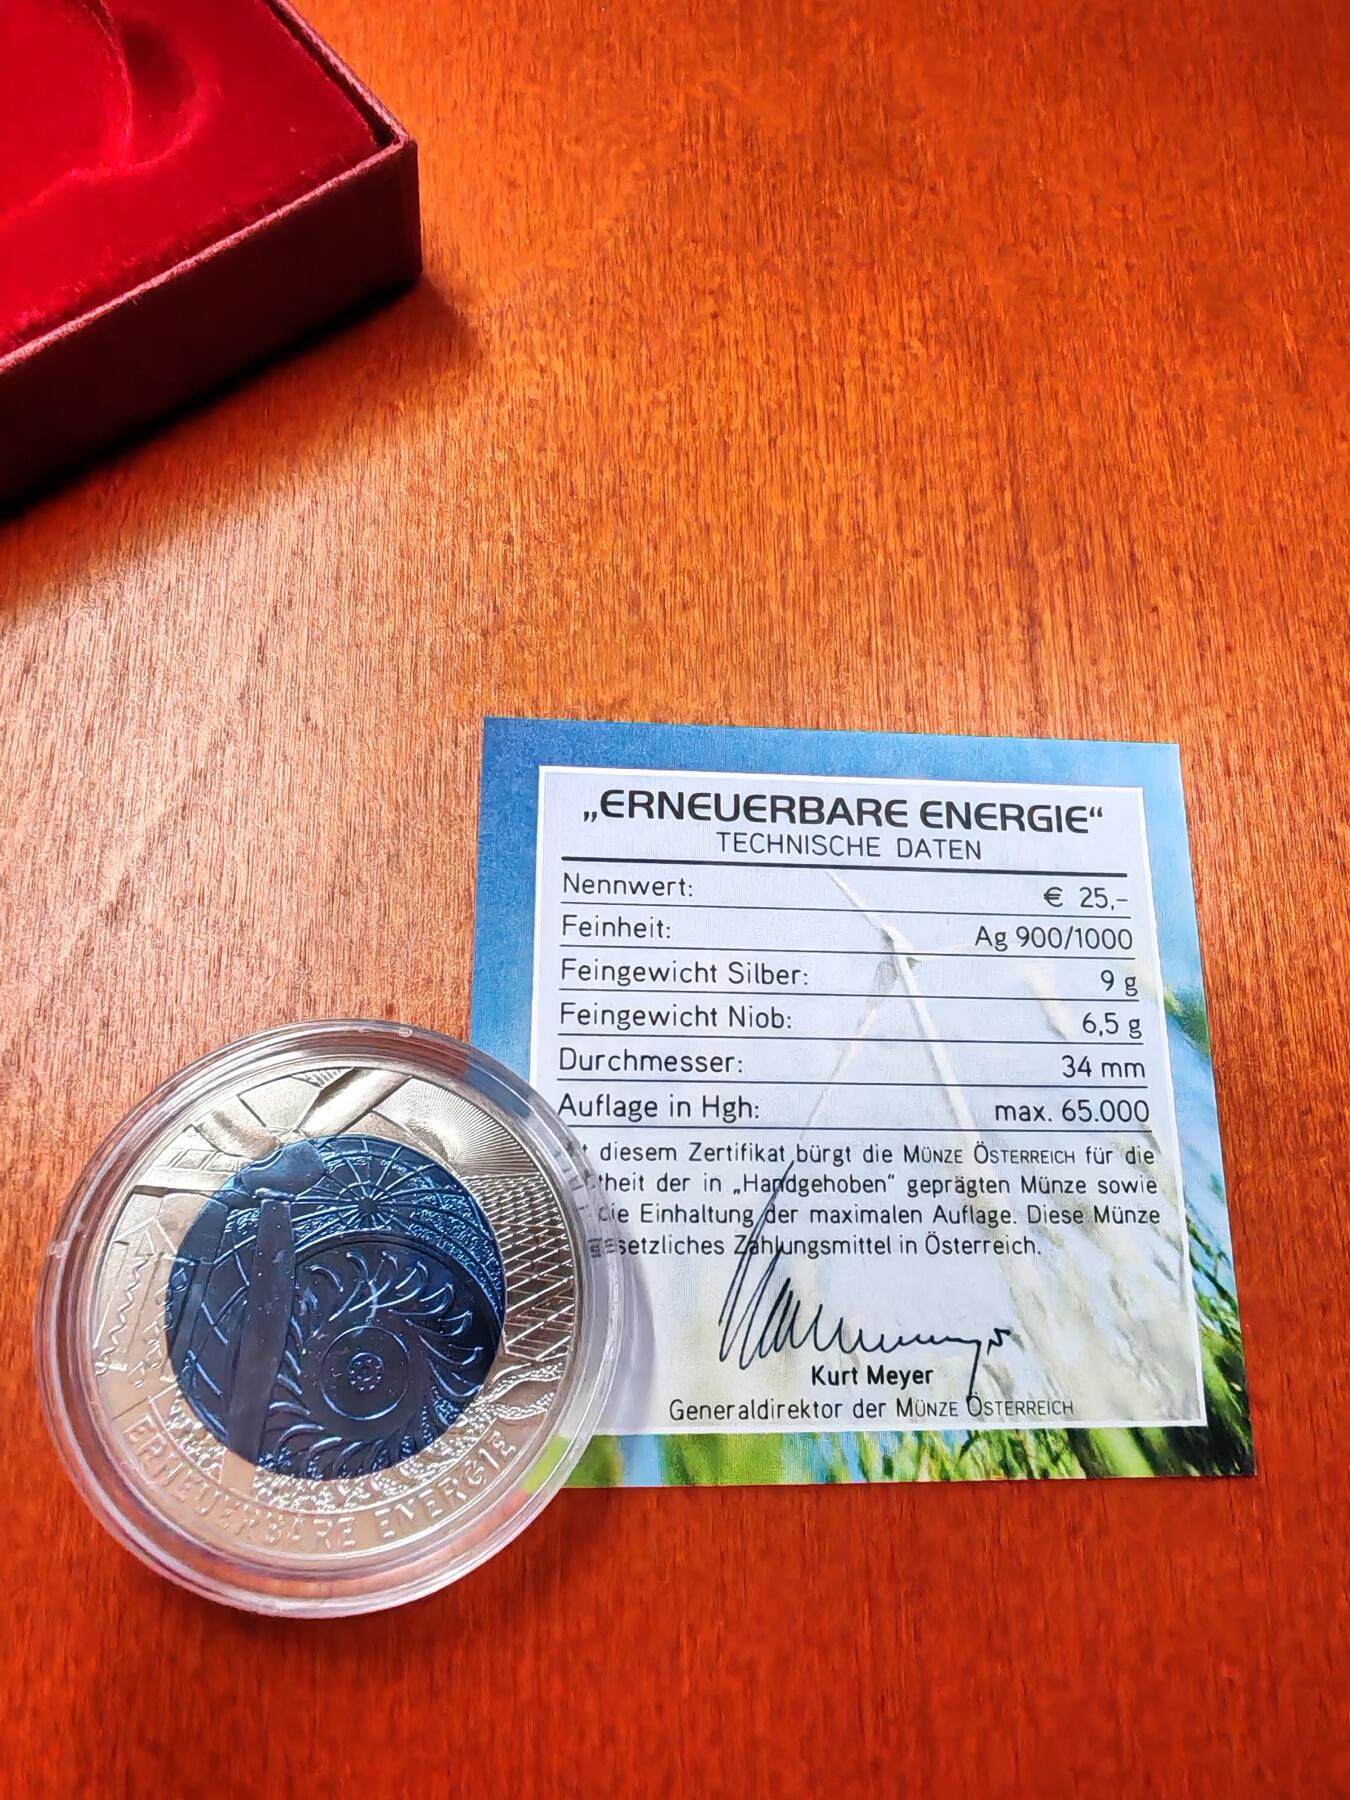 „ERNEUERBARE ENERGIE“
TECHNISCHE DATEN
Nennwert: € 25,–
Feinheit: Ag 900/1000
Feingewicht Silber: 9 g
Feingewicht Niob: 6,5 g
Durchmesser: 34 mm
Auflage in Hgh: max. 65.000
diesem Zertifikat bürgt die MÜNZE ÖSTERREICH für die
der in „Handgehoben“ geprägten Münze sowie
die Einhaltung der maximalen Auflage. Diese Münze
gesetzliches Zahlungsmittel in Österreich.
Kurt Meyer
Generaldirektor der MÜNZE ÖSTERREICH
ERNEUERBARE ENERGIE